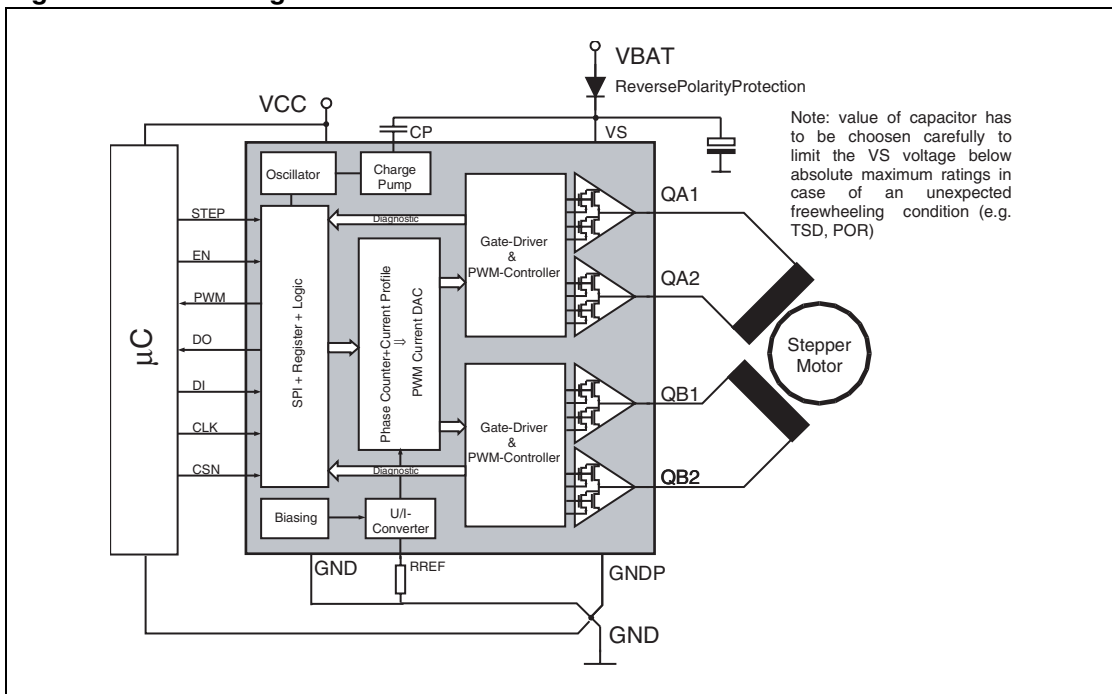 VBAT
ReversePolarityProtection
VCC
CP
VS
Note: value of capacitor has
to be choosen carefully to
limit the VS voltage below
absolute maximum ratings in
case of an unexpected
freewheeling condition (e.g.
TSD, POR)
Oscillator
Charge
Pump
µC
STEP
EN
PWM
DO
DI
CLK
CSN
SPI + Register + Logic
Diagnostic
Phase Counter+Current Profile
⇒
PWM Current DAC
Diagnostic
Gate-Driver
&
PWM-Controller
Gate-Driver
&
PWM-Controller
QA1
QA2
QB1
QB2
Stepper
Motor
Biasing
U/I-
Converter
GND
RREF
GNDP
GND